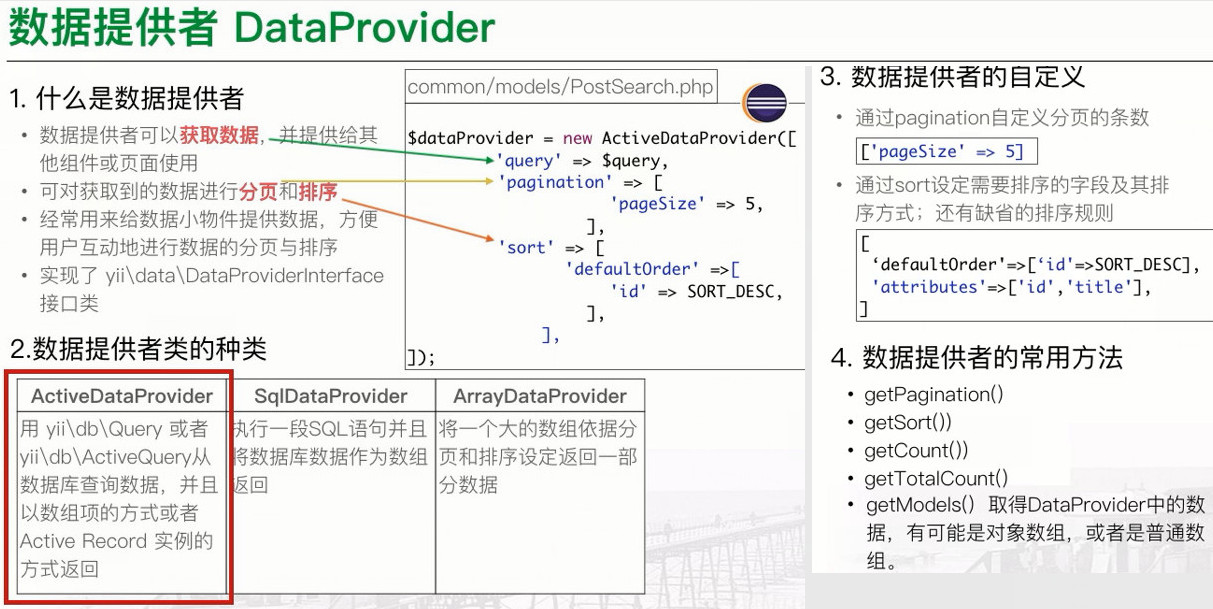 数据提供者 DataProvider
1. 什么是数据提供者
• 数据提供者可以获取数据，并提供给其
他组件或页面使用
• 可对获取到的数据进行分页和排序
• 经常用来给数据小物件提供数据，方便
用户互动地进行数据的分页与排序
• 实现了 yii\data\DataProviderInterface
接口类
common/models/PostSearch.php
$dataProvider = new ActiveDataProvider([
'query' => $query,
'pagination' => [
'pageSize' => 5,
],
'sort' => [
'defaultOrder' =>[
'id' => SORT_DESC,
],
],
]);
2.数据提供者类的种类
ActiveDataProvider
用 yii\db\Query 或者
yii\db\ActiveQuery从
数据库查询数据，并且
以数组项的方式或者
Active Record 实例的
方式返回
SqlDataProvider
执行一段SQL语句并且
将数据库数据作为数组
返回
ArrayDataProvider
将一个大的数组依据分
页和排序设定返回一部
分数据
3. 数据提供者的自定义
• 通过pagination自定义分页的条数
['pageSize' => 5]
• 通过sort设定需要排序的字段及其排
序方式；还有缺省的排序规则
[
‘defaultOrder'=>[‘id'=>SORT_DESC],
'attributes'=>['id','title'],
]
4. 数据提供者的常用方法
• getPagination()
• getSort())
• getCount())
• getTotalCount()
• getModels() 取得DataProvider中的数
据，有可能是对象数组，或者是普通数
组。